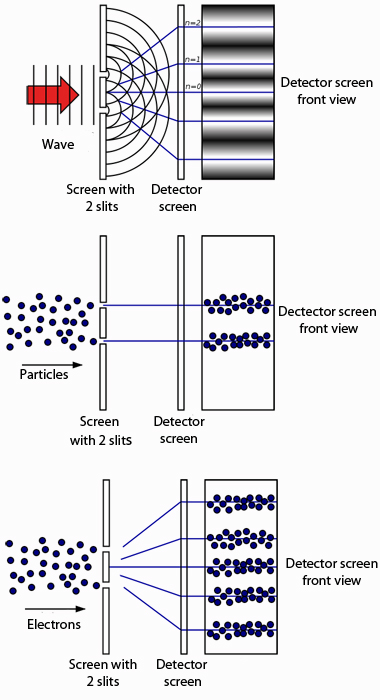 n=2
n=1
n=0
Detector screen
front view
Wave
Screen with
2 slits
Detector
screen
Dectector screen
front view
Particles
Screen
with 2 slits
Detector
screen
Detector screen
front view
Electrons
Screen with
2 slits
Detector
screen